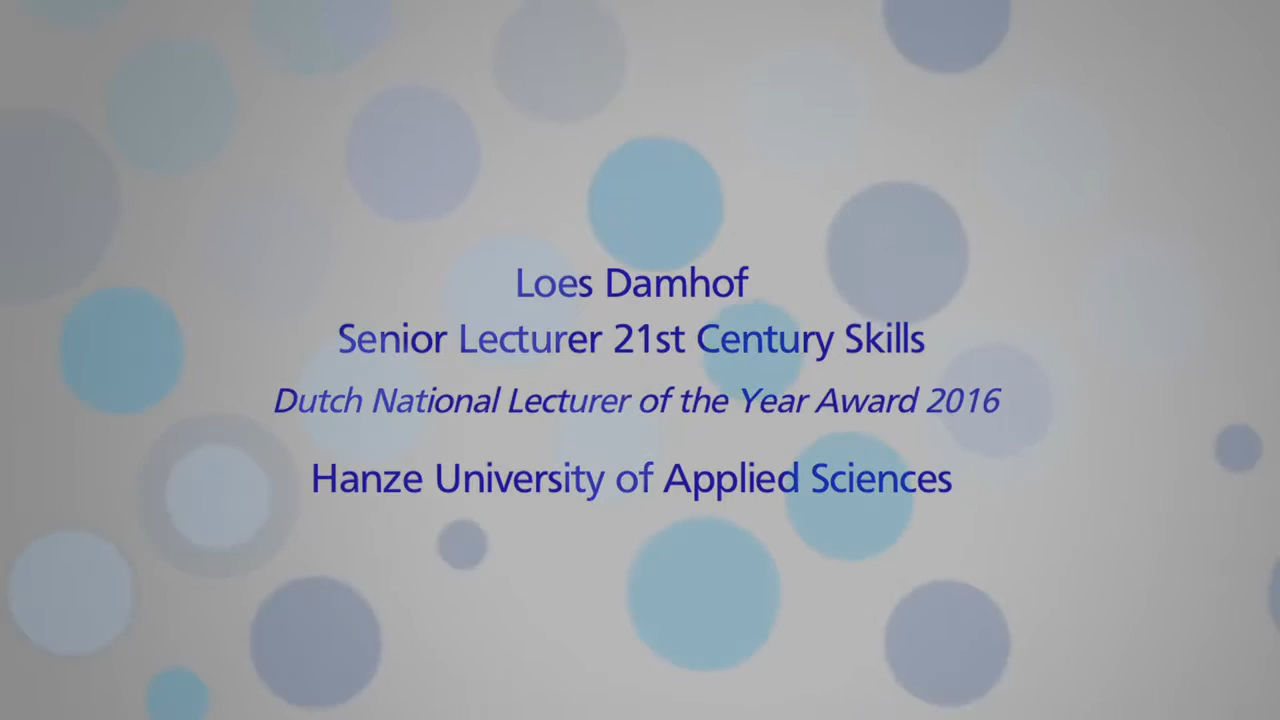 Loes Damhof
Senior Lecturer 21st Century Skills
Dutch National Lecturer of the Year Award 2016
Hanze University of Applied Sciences